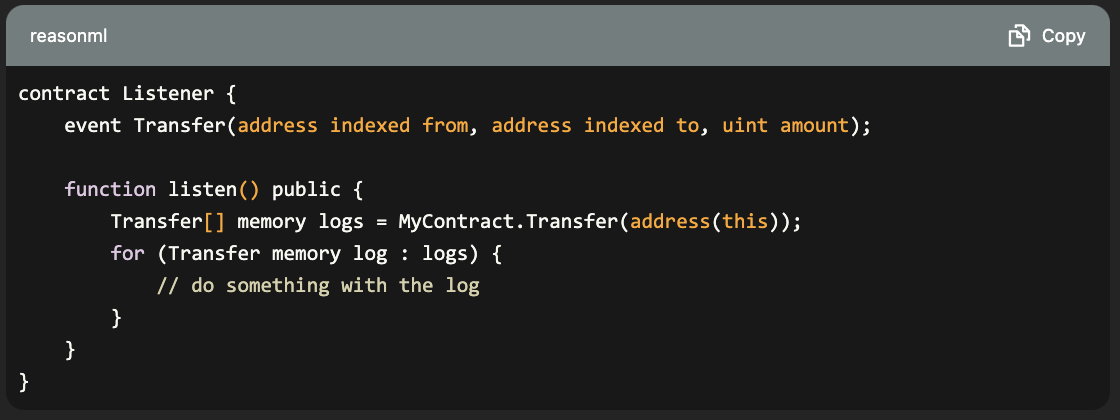 reasonml
Copy
contract Listener {
    event Transfer(address indexed from, address indexed to, uint amount);
    function listen() public {
        Transfer[] memory logs = MyContract.Transfer(address(this));
        for (Transfer memory log : logs) {
            // do something with the log
        }
    }
}